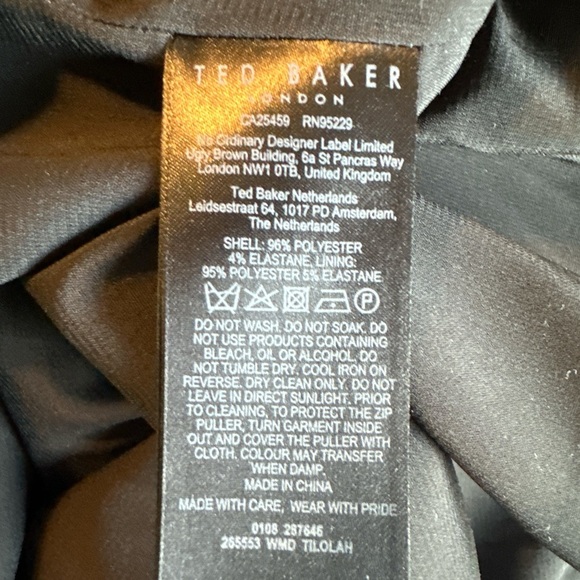 TED BAKER
LONDON
CA25459 RN95229
No Ordinary Designer Label Limited
Ugly Brown Building, 6a St Pancras Way
London NW1 0TB, United Kingdom
Ted Baker Netherlands
Leidsestraat 64, 1017 PD Amsterdam,
The Netherlands
SHELL: 96% POLYESTER
4% ELASTANE, LINING:
95% POLYESTER 5% ELASTANE
P
DO NOT WASH. DO NOT SOAK. DO
NOT USE PRODUCTS CONTAINING
BLEACH, OIL OR ALCOHOL. DO
NOT TUMBLE DRY. COOL IRON ON
REVERSE. DRY CLEAN ONLY. DO NOT
LEAVE IN DIRECT SUNLIGHT. PRIOR
TO CLEANING, TO PROTECT THE ZIP
PULLER, TURN GARMENT INSIDE
OUT AND COVER THE PULLER WITH
CLOTH. COLOUR MAY TRANSFER
WHEN DAMP.
MADE IN CHINA
MADE WITH CARE, WEAR WITH PRIDE
0108 287646
265553 WMD TILOLAH